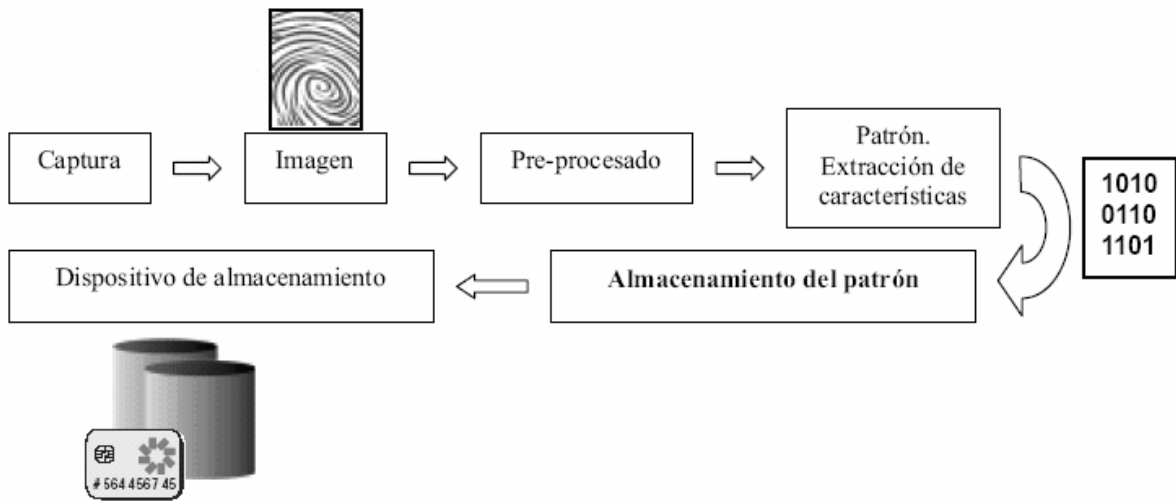 Captura
Imagen
Pre-procesado
Patrón.
Extracción de
características
1010
0110
1101
Dispositivo de almacenamiento
Almacenamiento del patrón
# 564 4567 45